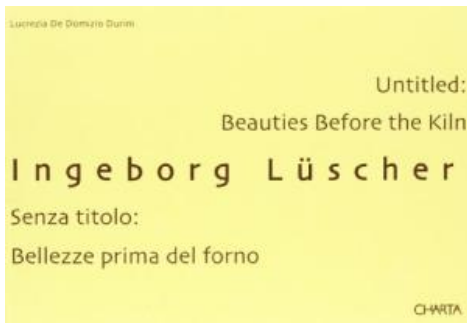 Lucrezia De Domizio Durini
Untitled:
Beauties Before the Kiln
Ingeborg Lüscher
Senza titolo:
Bellezze prima del forno
CHARTA